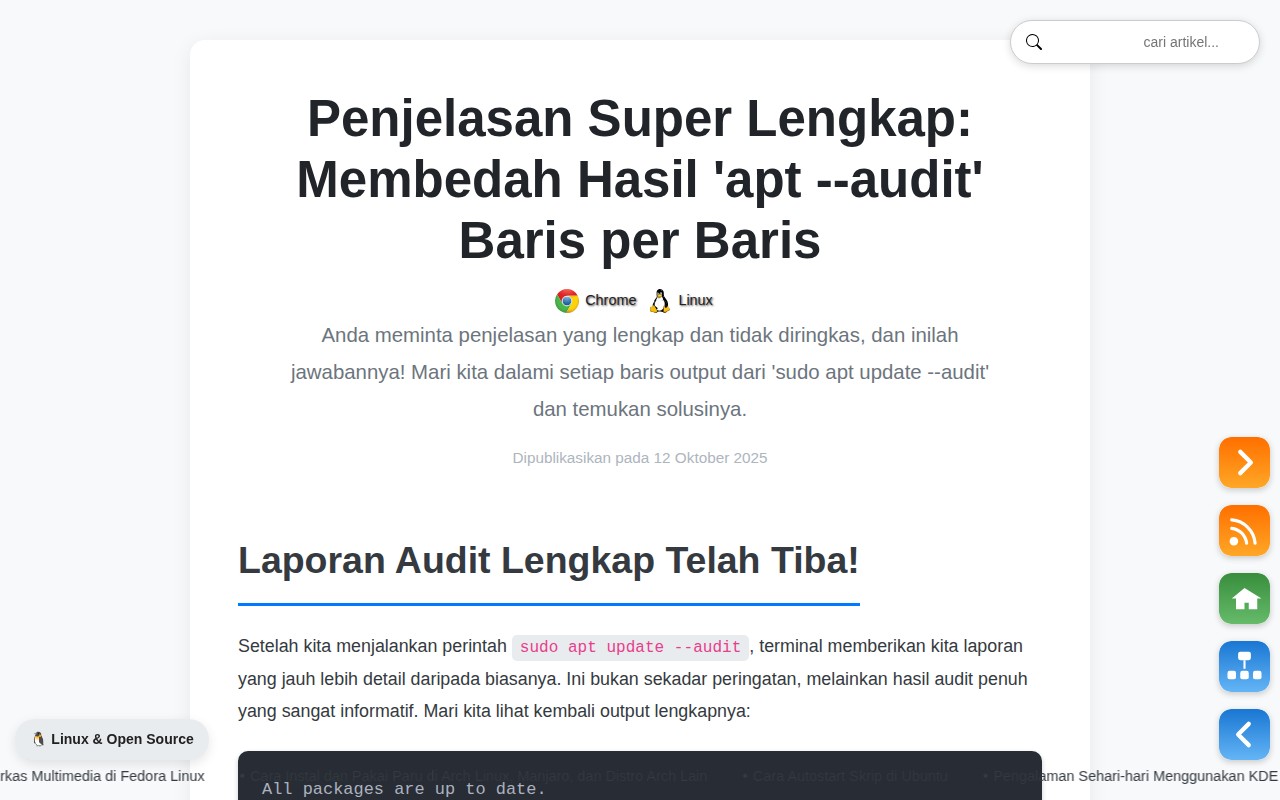 cari artikel...
Penjelasan Super Lengkap:
Membedah Hasil 'apt --audit'
Baris per Baris
Chrome Linux
Anda meminta penjelasan yang lengkap dan tidak diringkas, dan inilah
jawabannya! Mari kita dalami setiap baris output dari 'sudo apt update --audit'
dan temukan solusinya.
Dipublikasikan pada 12 Oktober 2025
Laporan Audit Lengkap Telah Tiba!
Setelah kita menjalankan perintah sudo apt update --audit, terminal memberikan kita laporan
yang jauh lebih detail daripada biasanya. Ini bukan sekadar peringatan, melainkan hasil audit penuh
yang sangat informatif. Mari kita lihat kembali output lengkapnya:
Linux & Open Source
rkas Multimedia di Fedora Linux • Cara Instal dan Pakai Paru di Arch Linux, Manjaro, dan Distro Arch Lain • Cara Autostart Skrip di Ubuntu • Pengalaman Sehari-hari Menggunakan KDE
All packages are up to date.